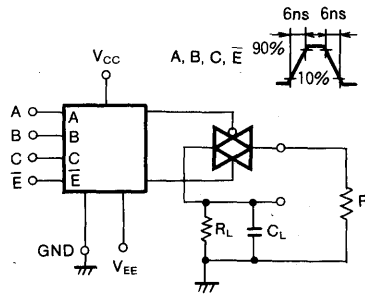 6ns 6ns
90%
10%
A, B, C, E̅
VCC
A A
B B
C C
E̅ E̅
GND
VEE
RL
CL